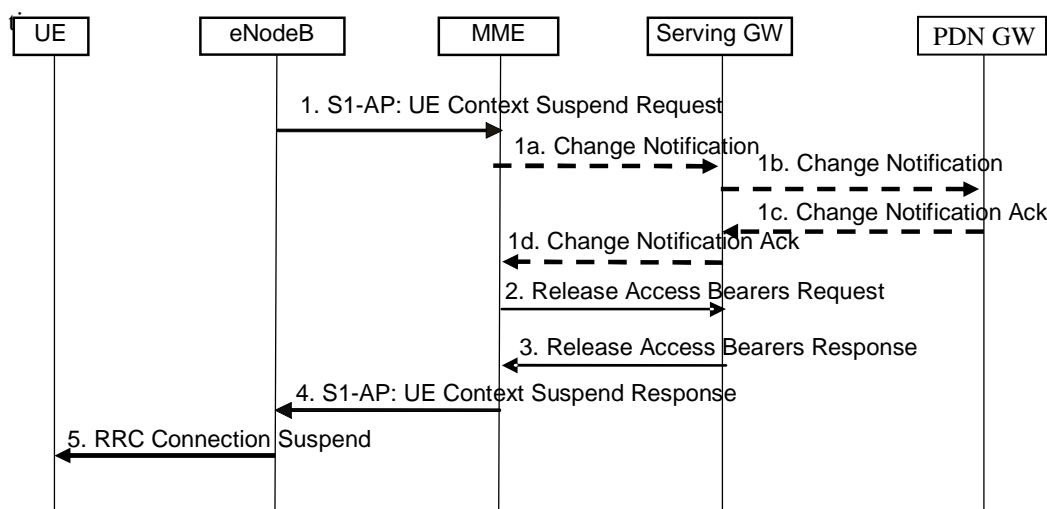 UE eNodeB MME Serving GW PDN GW
1. S1-AP: UE Context Suspend Request
1a. Change Notification
1b. Change Notification
1c. Change Notification Ack
1d. Change Notification Ack
2. Release Access Bearers Request
3. Release Access Bearers Response
4. S1-AP: UE Context Suspend Response
5. RRC Connection Suspend